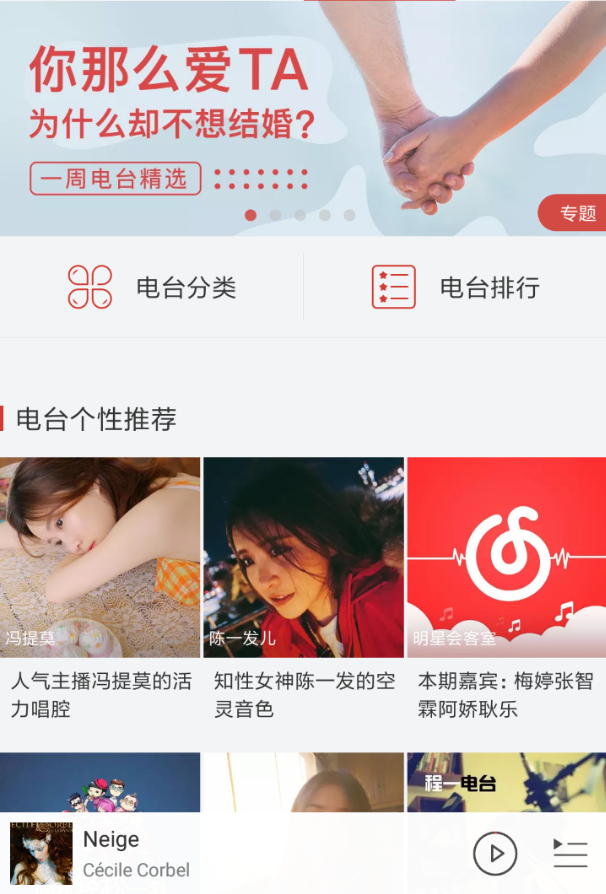 你那么爱TA
为什么却不想结婚?
一周电台精选
专题
电台分类
电台排行
电台个性推荐
冯提莫
陈一发儿
明星会客室
人气主播冯提莫的活
力唱腔
知性女神陈一发的空
灵音色
本期嘉宾：梅婷张智
霖阿娇耿乐
程一电台
CECILE CORBEL
Neige
Cécile Corbel